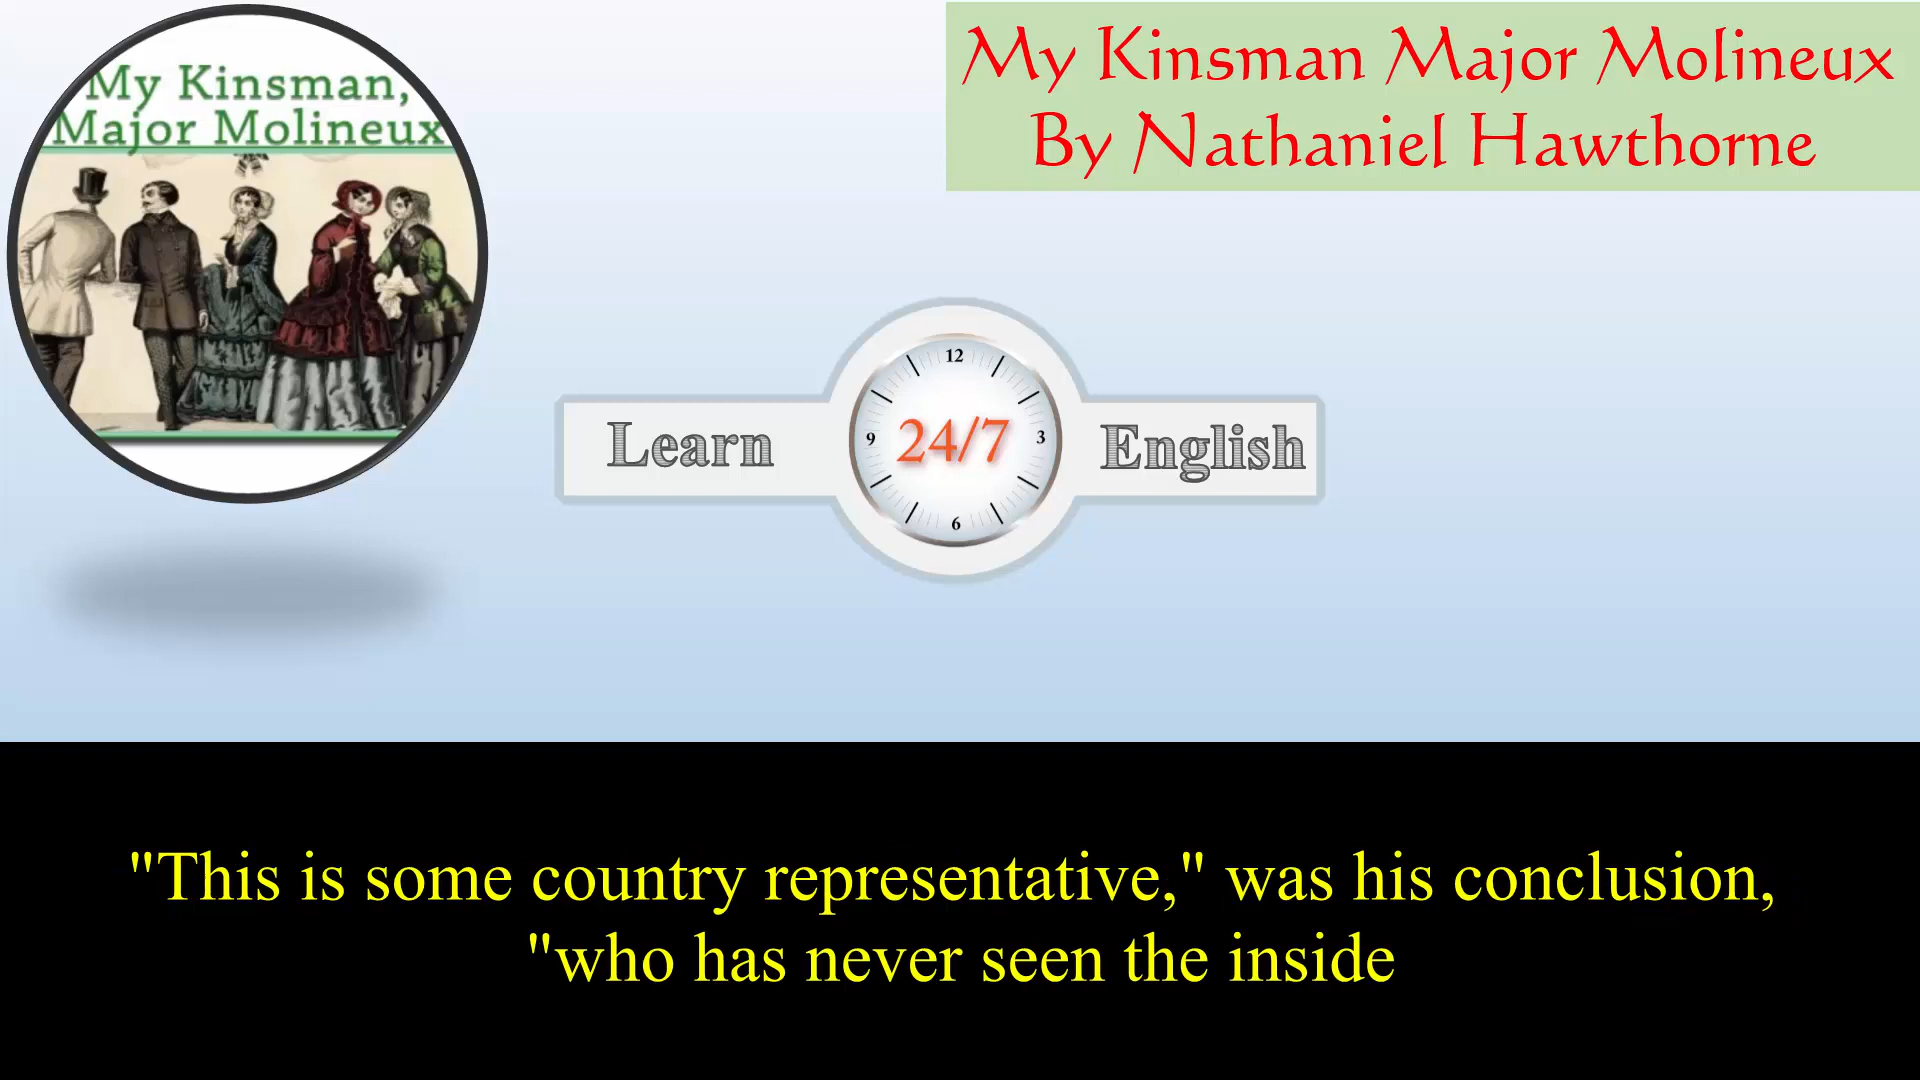 My Kinsman,
Major Molineux
My Kinsman Major Molineux
By Nathaniel Hawthorne
Learn
24/7
English
12
3
6
9
"This is some country representative," was his conclusion,
"who has never seen the inside